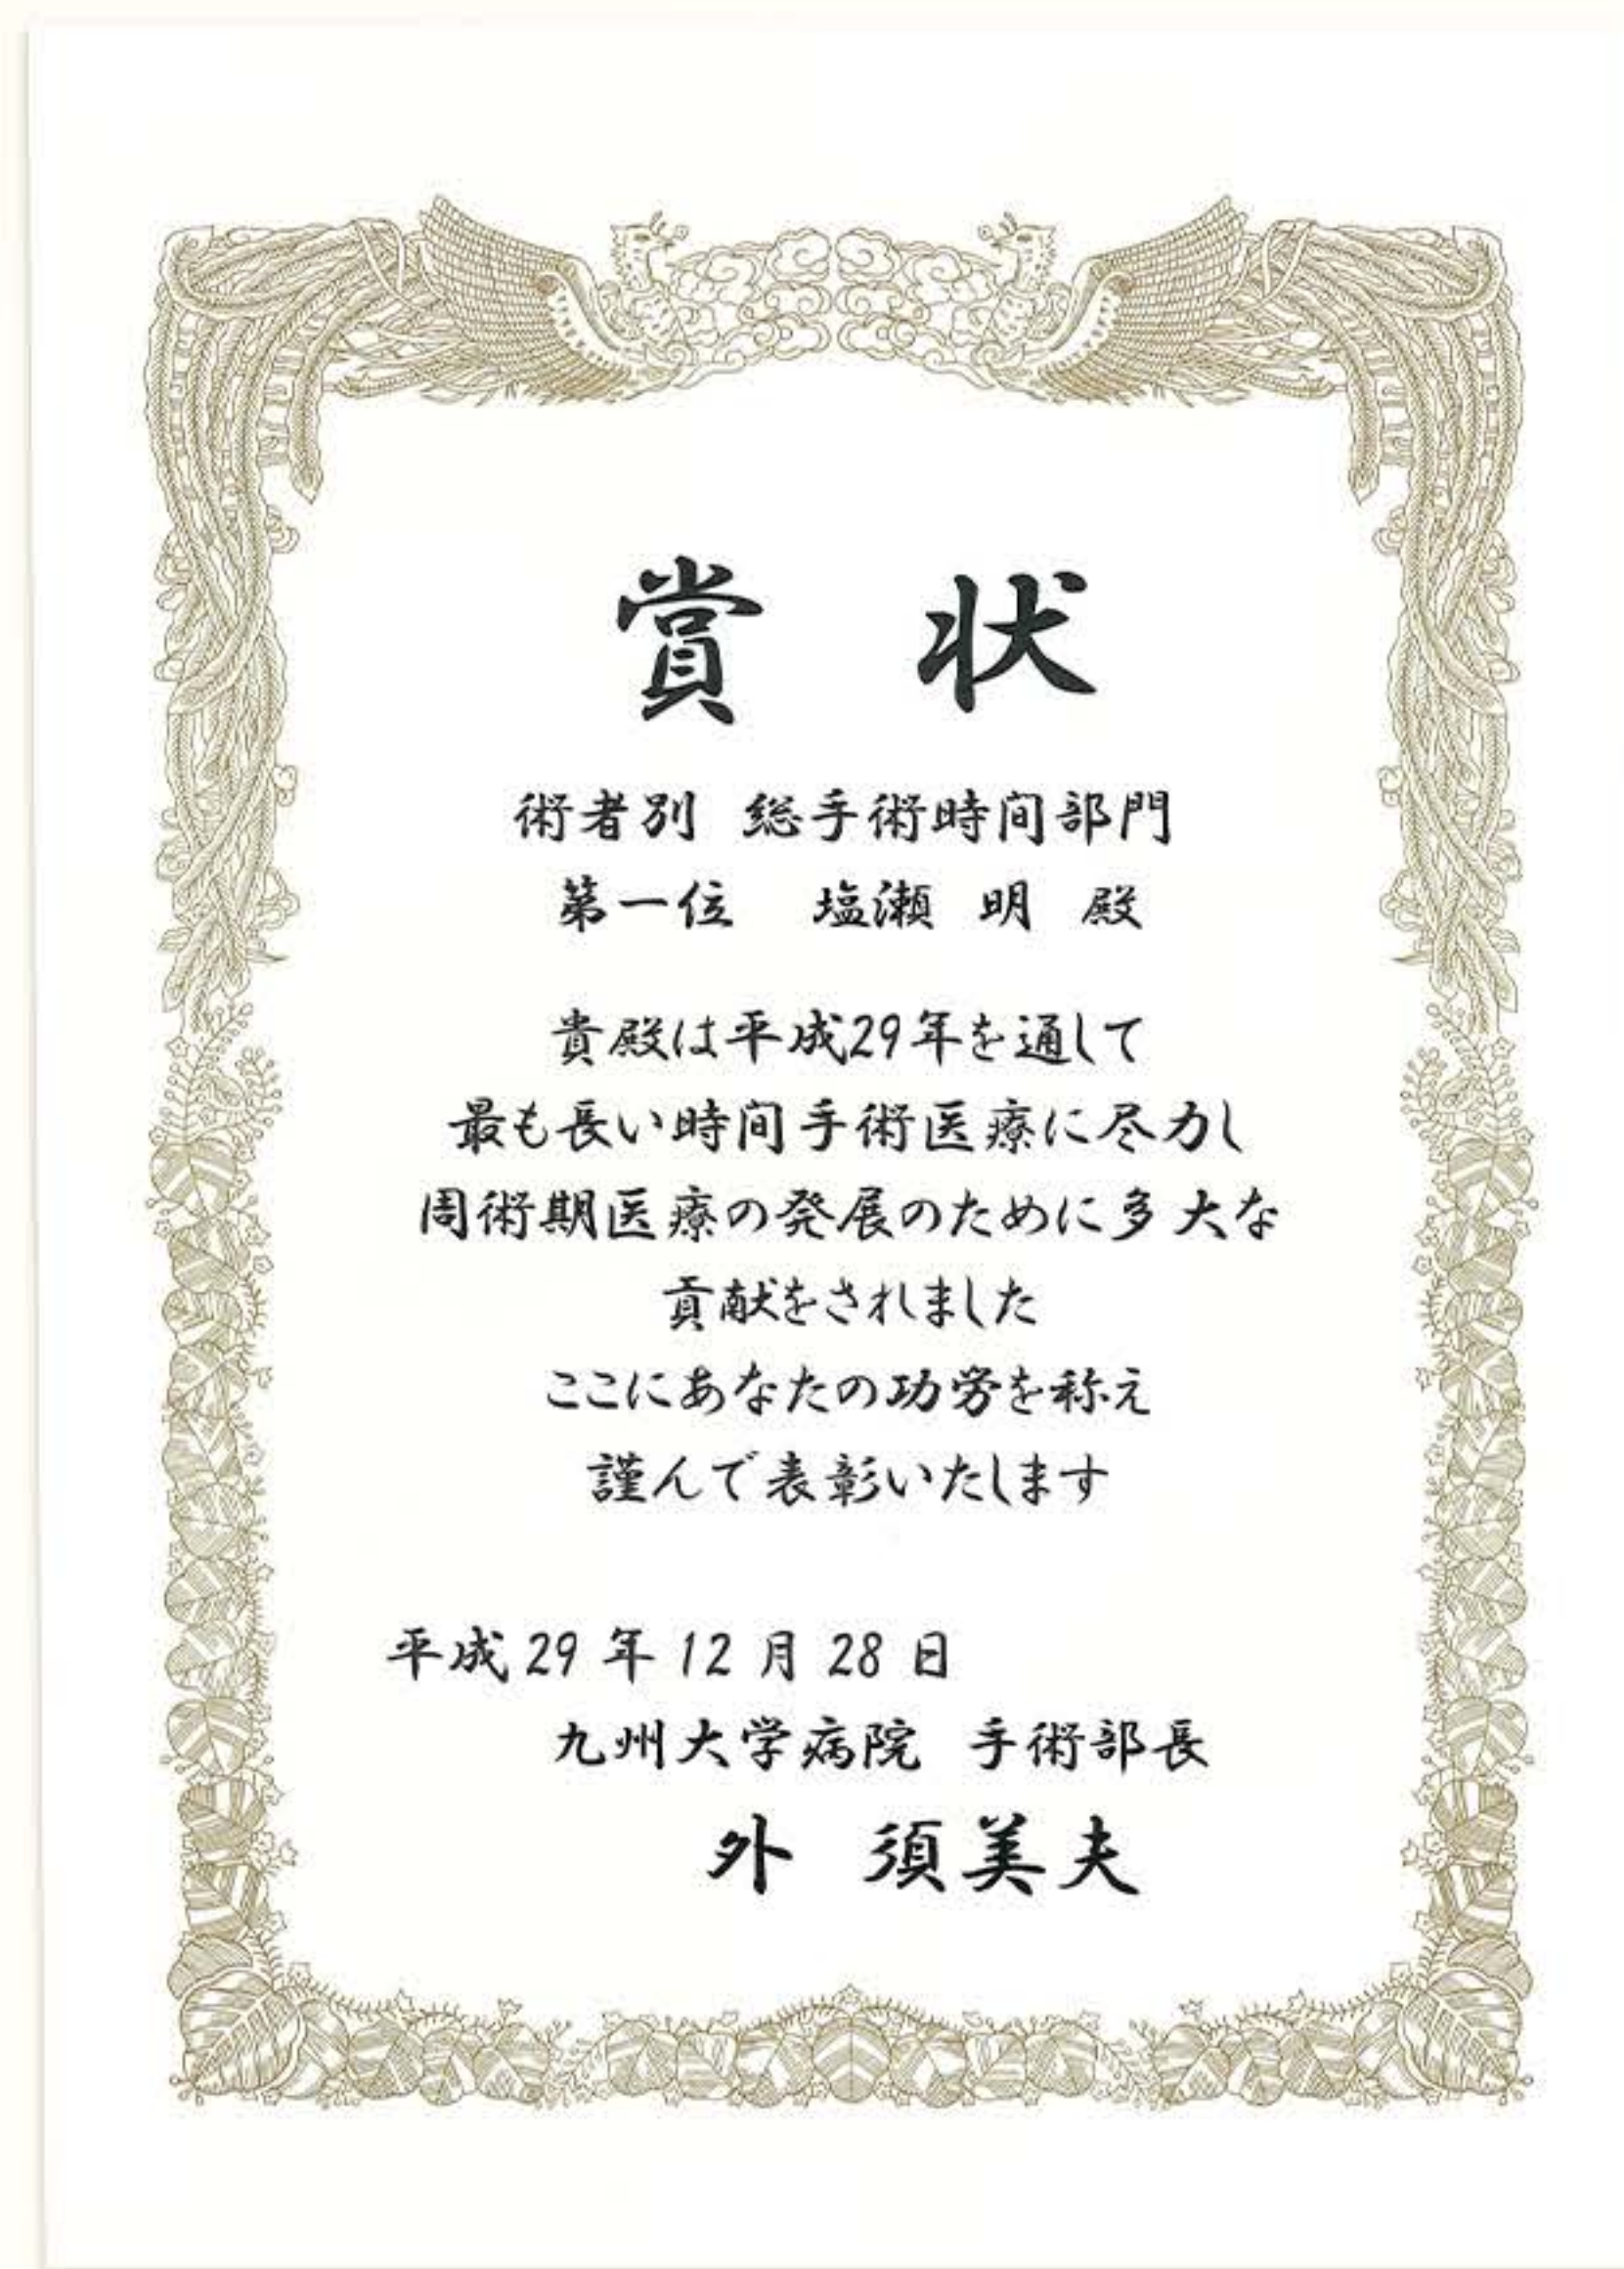 賞 状
術者別 総手術時間部門
第一位 塩瀬 明 殿
貴殿は平成29年を通して
最も長い時間手術医療に尽力し
周術期医療の発展のために多大な
貢献をされました
ここにあなたの功労を称え
謹んで表彰いたします
平成29年12月28日
九州大学病院 手術部長
外 須美夫